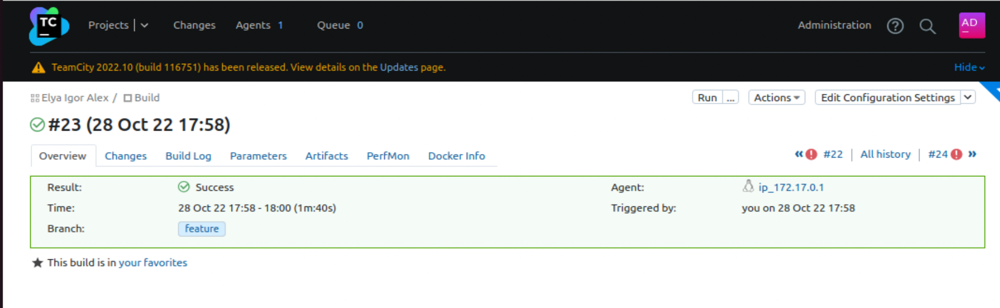 TC Projects Changes Agents 1 Queue 0 Administration AD
TeamCity 2022.10 (build 116751) has been released. View details on the Updates page. Hide
Elya Igor Alex / Build Run ... Actions Edit Configuration Settings
#23 (28 Oct 22 17:58)
Overview Changes Build Log Parameters Artifacts PerfMon Docker Info « #22 | All history | #24 »
Result: Success Agent: ip_172.17.0.1
Time: 28 Oct 22 17:58 - 18:00 (1m:40s) Triggered by: you on 28 Oct 22 17:58
Branch: feature
This build is in your favorites